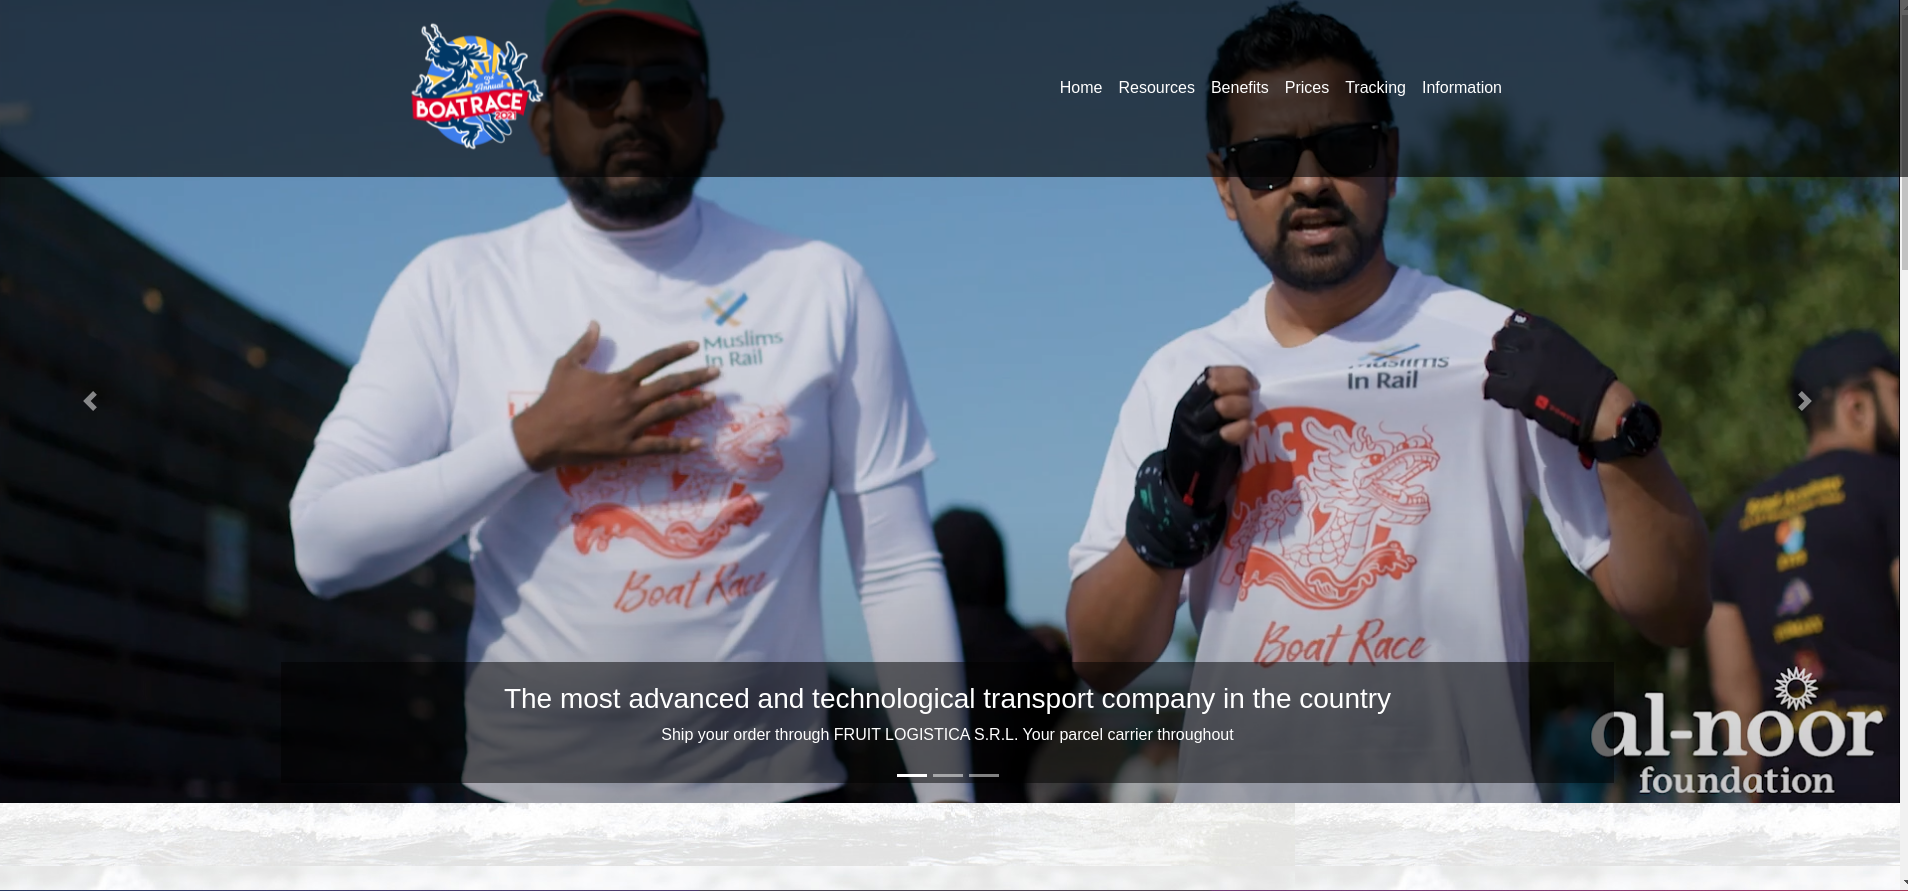 3rd
Annual
BOAT RACE
2021
Home Resources Benefits Prices Tracking Information
Muslims
In Rail
Muslims
In Rail
MC
Boat Race
Boat Race
The most advanced and technological transport company in the country
Ship your order through FRUIT LOGISTICA S.R.L. Your parcel carrier throughout
al-noor
foundation